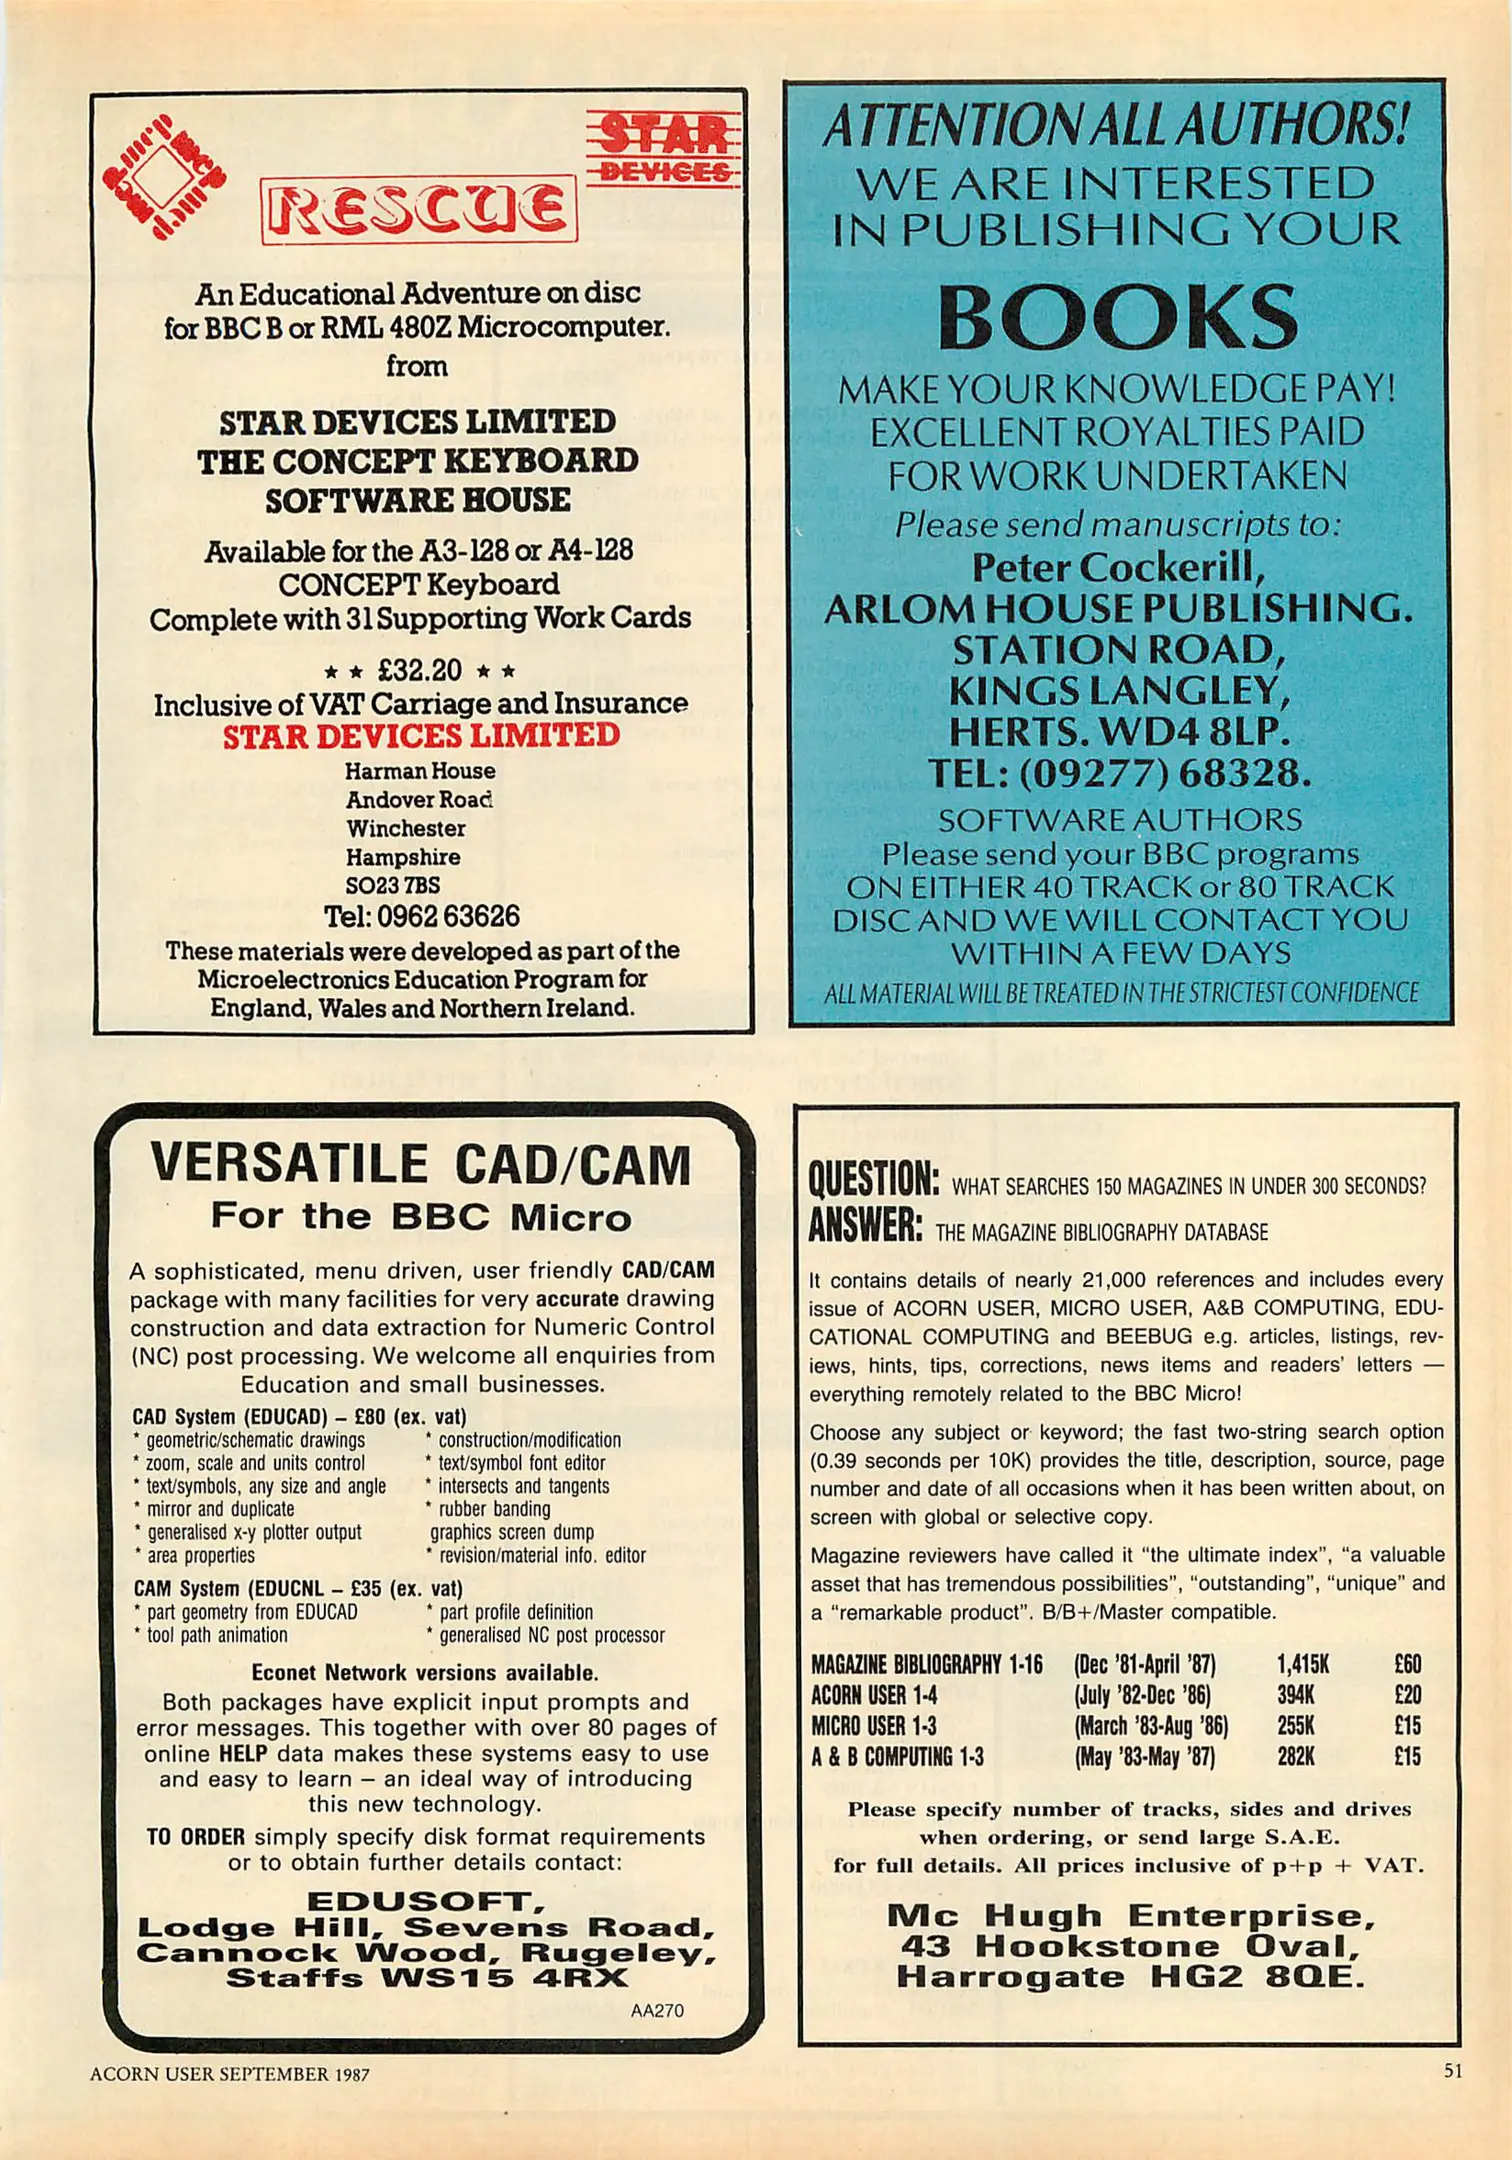 STAR
DEVICES
RESCUE
An Educational Adventure on disc
for BBC B or RML 480Z Microcomputer.
from
STAR DEVICES LIMITED
THE CONCEPT KEYBOARD
SOFTWARE HOUSE
Available for the A3-128 or A4-128
CONCEPT Keyboard
Complete with 31 Supporting Work Cards
★ ★ £32.20 ★ ★
Inclusive of VAT Carriage and Insurance
STAR DEVICES LIMITED
Harman House
Andover Road
Winchester
Hampshire
SO23 7BS
Tel: 0962 63626
These materials were developed as part of the
Microelectronics Education Program for
England, Wales and Northern Ireland.
ATTENTION ALL AUTHORS!
WE ARE INTERESTED
IN PUBLISHING YOUR
BOOKS
MAKE YOUR KNOWLEDGE PAY!
EXCELLENT ROYALTIES PAID
FOR WORK UNDERTAKEN
Please send manuscripts to:
Peter Cockerill,
ARLOM HOUSE PUBLISHING.
STATION ROAD,
KINGS LANGLEY,
HERTS. WD4 8LP.
TEL: (09277) 68328.
SOFTWARE AUTHORS
Please send your BBC programs
ON EITHER 40 TRACK or 80 TRACK
DISC AND WE WILL CONTACT YOU
WITHIN A FEW DAYS
ALL MATERIAL WILL BE TREATED IN THE STRICTEST CONFIDENCE
VERSATILE CAD/CAM
For the BBC Micro
A sophisticated, menu driven, user friendly CAD/CAM
package with many facilities for very accurate drawing
construction and data extraction for Numeric Control
(NC) post processing. We welcome all enquiries from
Education and small businesses.
CAD System (EDUCAD) – £80 (ex. vat)
* geometric/schematic drawings * construction/modification
* zoom, scale and units control * text/symbol font editor
* text/symbols, any size and angle * intersects and tangents
* mirror and duplicate * rubber banding
* generalised x-y plotter output graphics screen dump
* area properties * revision/material info. editor
CAM System (EDUCNL – £35 (ex. vat)
* part geometry from EDUCAD * part profile definition
* tool path animation * generalised NC post processor
Econet Network versions available.
Both packages have explicit input prompts and
error messages. This together with over 80 pages of
online HELP data makes these systems easy to use
and easy to learn – an ideal way of introducing
this new technology.
TO ORDER simply specify disk format requirements
or to obtain further details contact:
EDUSOFT,
Lodge Hill, Sevens Road,
Cannock Wood, Rugeley,
Staffs WS15 4RX
AA270
QUESTION: WHAT SEARCHES 150 MAGAZINES IN UNDER 300 SECONDS?
ANSWER: THE MAGAZINE BIBLIOGRAPHY DATABASE
It contains details of nearly 21,000 references and includes every
issue of ACORN USER, MICRO USER, A&B COMPUTING, EDU-
CATIONAL COMPUTING and BEEBUG e.g. articles, listings, rev-
iews, hints, tips, corrections, news items and readers' letters —
everything remotely related to the BBC Micro!
Choose any subject or keyword; the fast two-string search option
(0.39 seconds per 10K) provides the title, description, source, page
number and date of all occasions when it has been written about, on
screen with global or selective copy.
Magazine reviewers have called it "the ultimate index", "a valuable
asset that has tremendous possibilities", "outstanding", "unique" and
a "remarkable product". B/B+/Master compatible.
MAGAZINE BIBLIOGRAPHY 1-16 (Dec '81-April '87) 1,415K £60
ACORN USER 1-4 (July '82-Dec '86) 394K £20
MICRO USER 1-3 (March '83-Aug '86) 255K £15
A & B COMPUTING 1-3 (May '83-May '87) 282K £15
Please specify number of tracks, sides and drives
when ordering, or send large S.A.E.
for full details. All prices inclusive of p+p + VAT.
Mc Hugh Enterprise,
43 Hookstone Oval,
Harrogate HG2 8QE.
ACORN USER SEPTEMBER 1987
51